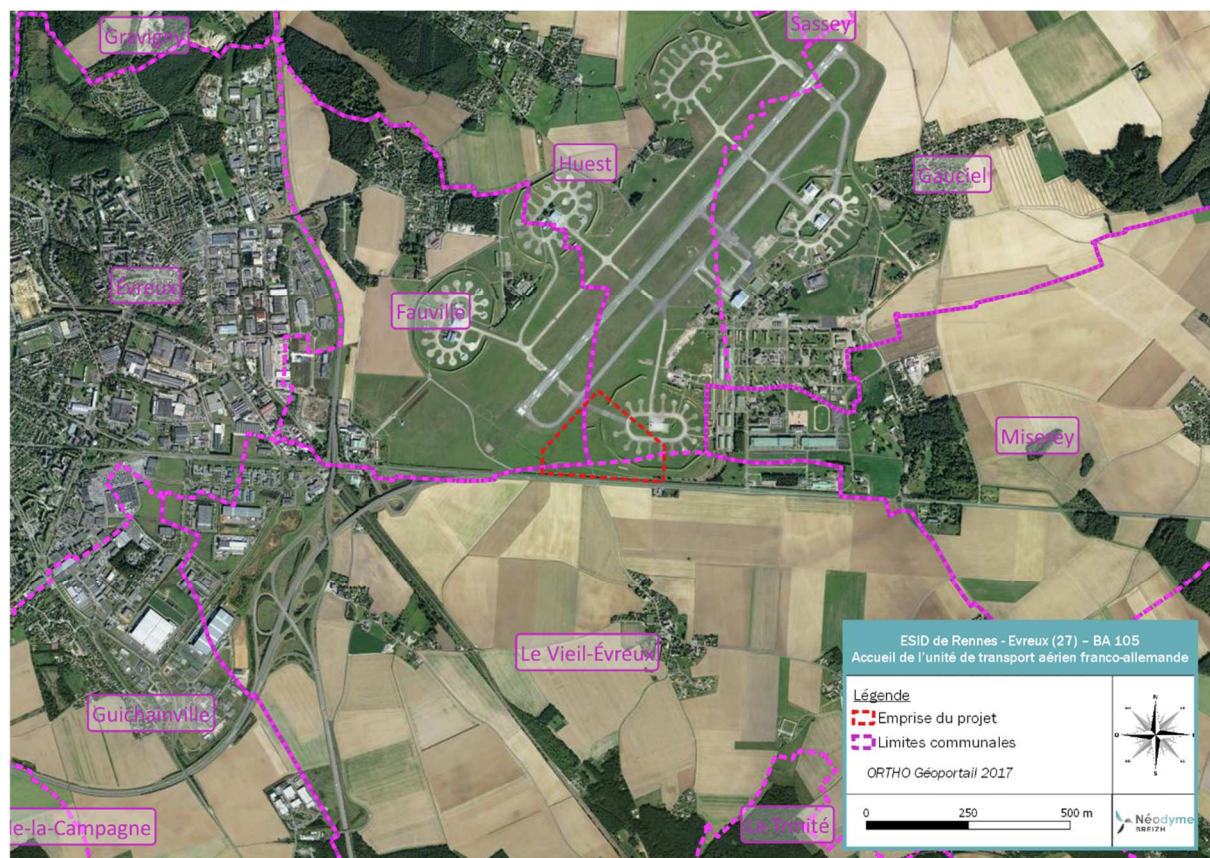 Gravigny
Sassey
Huest
Gauciel
Évreux
Fauville
Miserey
Le Vieil-Évreux
Guichainville
le-la-Campagne
La Trinité
ESID de Rennes - Evreux (27) – BA 105
Accueil de l'unité de transport aérien franco-allemande
Légende
Emprise du projet
Limites communales
ORTHO Géoportail 2017
0 250 500 m
N
O E
S
Néodyme
BREIZH